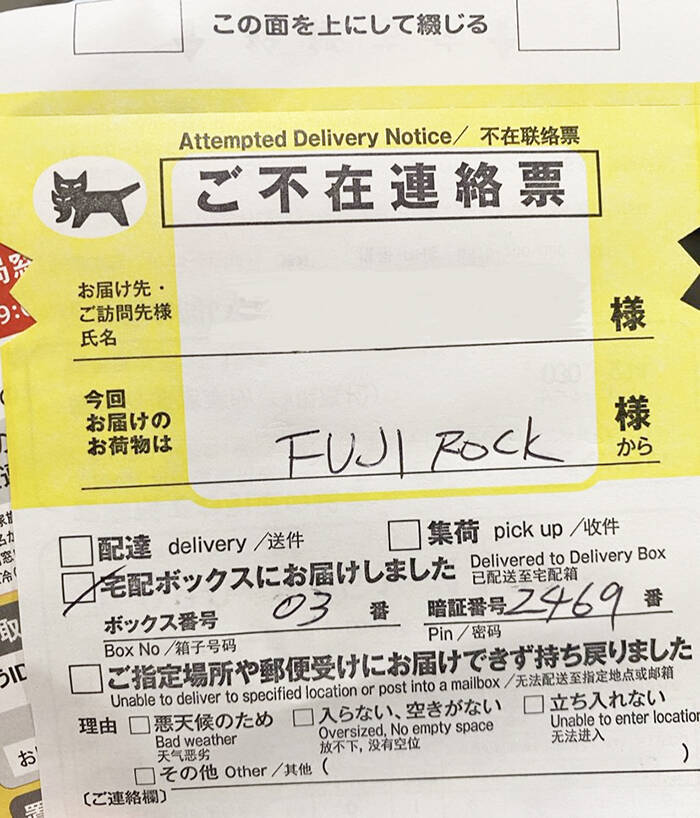 この面を上にして綴じる
Attempted Delivery Notice／不在联络票
ご不在連絡票
お届け先・
ご訪問先様
氏名
様
今回
お届けの
お荷物は
FUJI ROCK
様
から
配達 delivery／送件
集荷 pick up／收件
宅配ボックスにお届けしました Delivered to Delivery Box
已配送至宅配箱
ボックス番号 03 番
Box No／箱子号码
暗証番号 2469 番
Pin／密码
ご指定場所や郵便受けにお届けできず持ち戻りました
Unable to deliver to specified location or post into a mailbox／无法配送至指定地点或邮箱
理由
悪天候のため
Bad weather
天气恶劣
入らない、空きがない
Oversized, No empty space
放不下，没有空位
立ち入れない
Unable to enter location
无法进入
その他 Other／其他（ ）
〔ご連絡欄〕